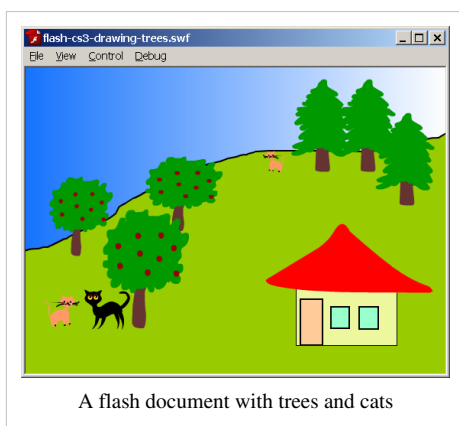 flash-cs3-drawing-trees.swf
File View Control Debug
A flash document with trees and cats